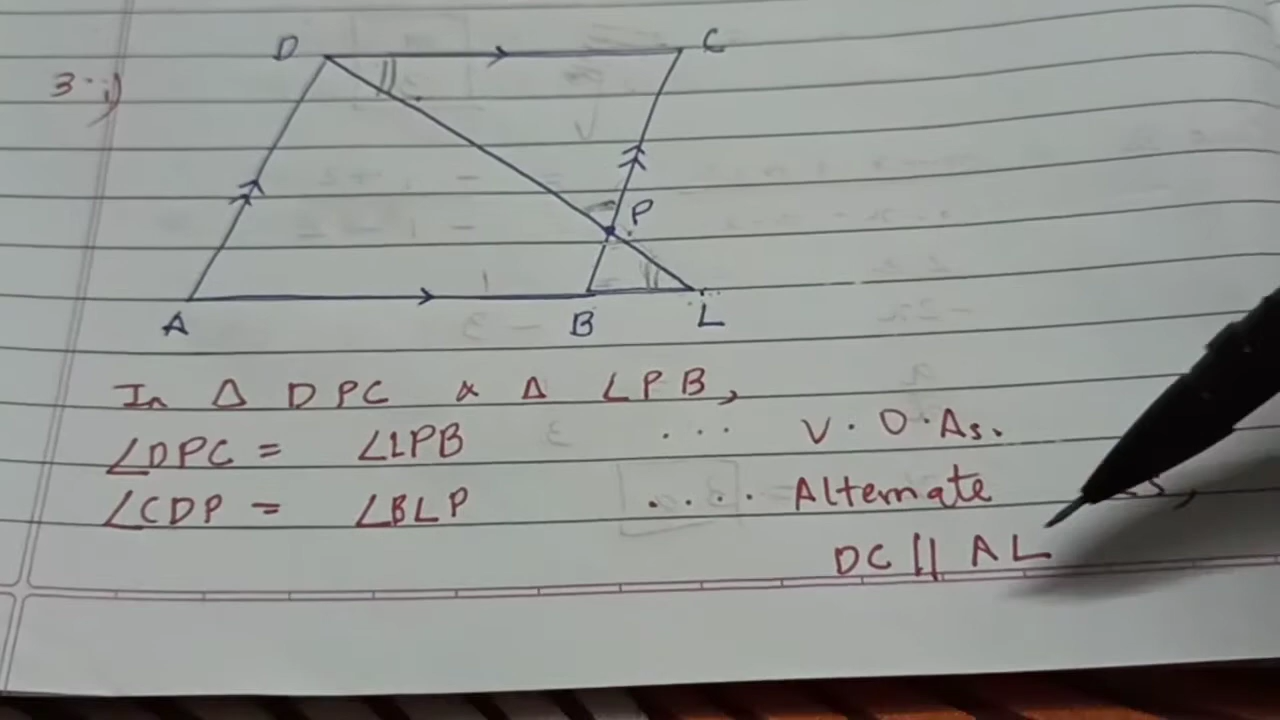 3. i)
D C
P
A B L
In Δ DPC & Δ LPB,
∠DPC = ∠LPB .... V.O.As.
∠CDP = ∠BLP .... Alternate
DC || AL